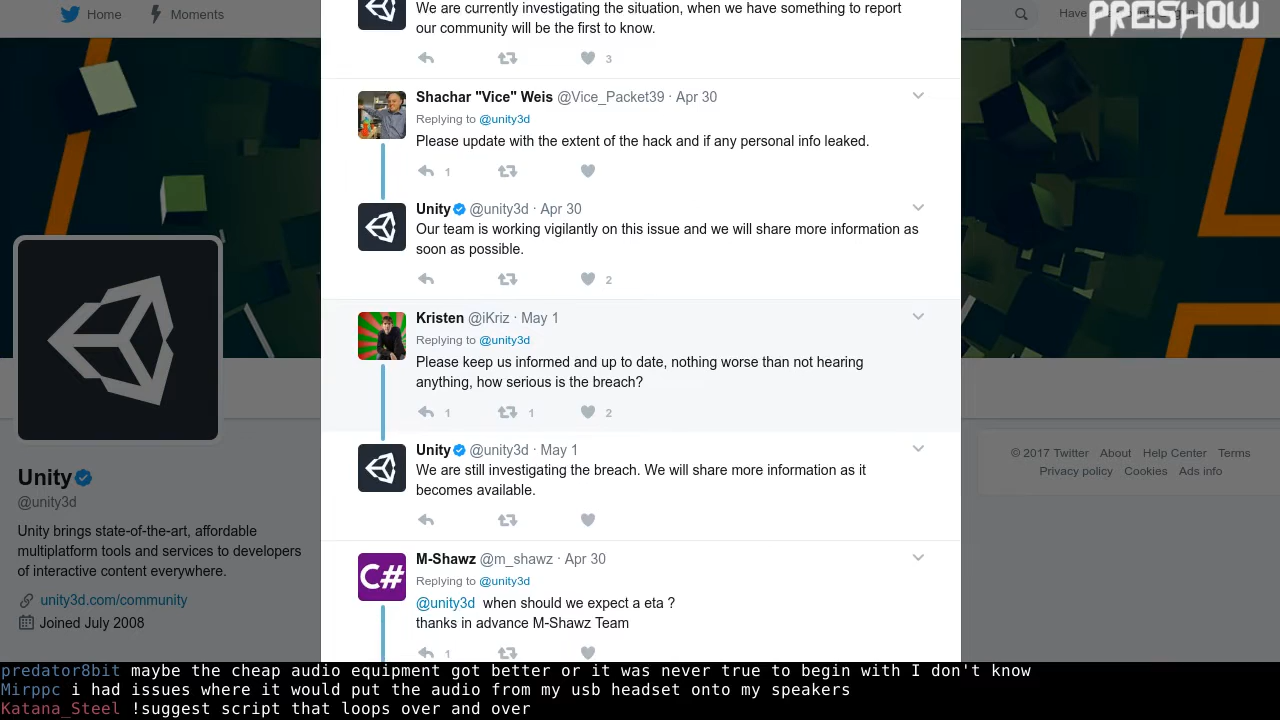 Home
Moments
Have
PRESHOW
We are currently investigating the situation, when we have something to report
our community will be the first to know.
3
Shachar "Vice" Weis @Vice_Packet39 · Apr 30
Replying to @unity3d
Please update with the extent of the hack and if any personal info leaked.
1
Unity @unity3d · Apr 30
Our team is working vigilantly on this issue and we will share more information as
soon as possible.
2
Kristen @iKriz · May 1
Replying to @unity3d
Please keep us informed and up to date, nothing worse than not hearing
anything, how serious is the breach?
1 1 2
Unity @unity3d · May 1
We are still investigating the breach. We will share more information as it
becomes available.
M-Shawz @m_shawz · Apr 30
Replying to @unity3d
C#
@unity3d when should we expect a eta ?
thanks in advance M-Shawz Team
1
Unity
@unity3d
Unity brings state-of-the-art, affordable
multiplatform tools and services to developers
of interactive content everywhere.
unity3d.com/community
Joined July 2008
© 2017 Twitter About Help Center Terms
Privacy policy Cookies Ads info
predator8bit maybe the cheap audio equipment got better or it was never true to begin with I don't know
Mirppc i had issues where it would put the audio from my usb headset onto my speakers
Katana_Steel !suggest script that loops over and over